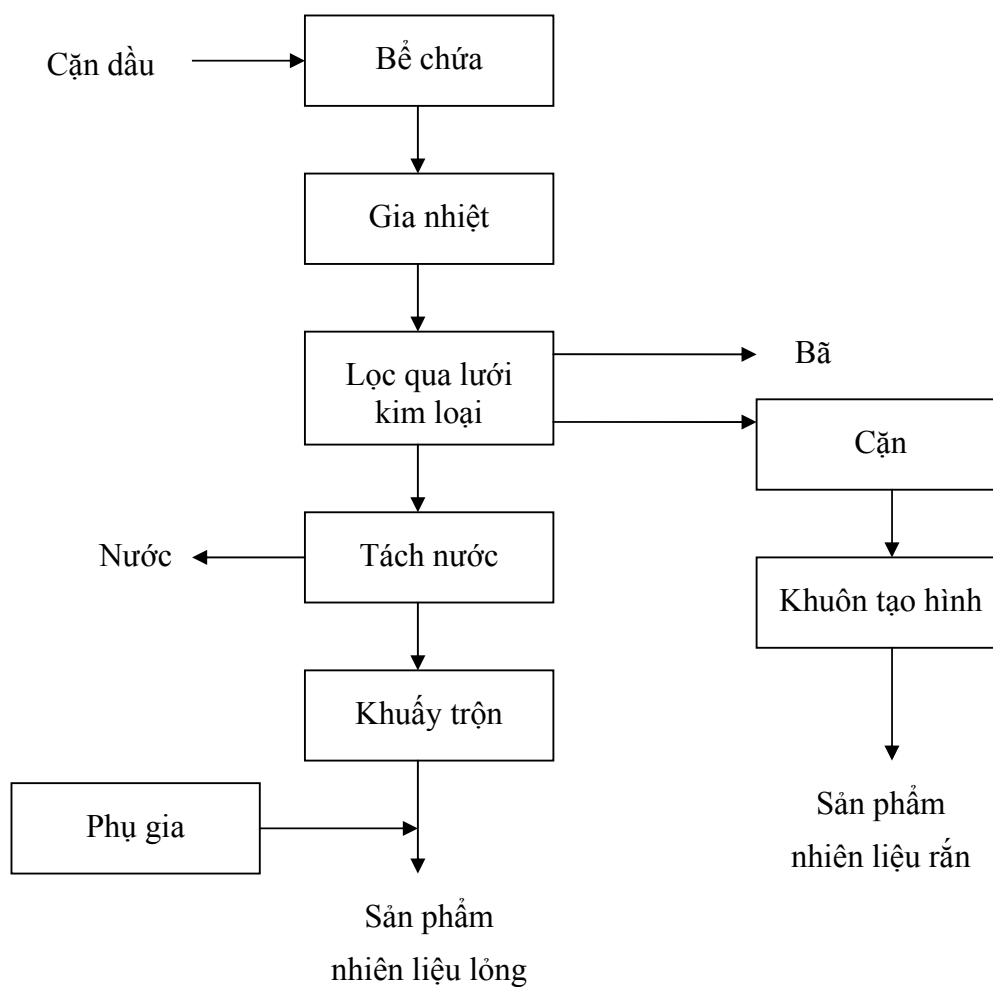 Cặn dầu
Bể chứa
Gia nhiệt
Lọc qua lưới
kim loại
Bã
Cặn
Nước
Tách nước
Khuôn tạo hình
Khuấy trộn
Phụ gia
Sản phẩm
nhiên liệu rắn
Sản phẩm
nhiên liệu lỏng